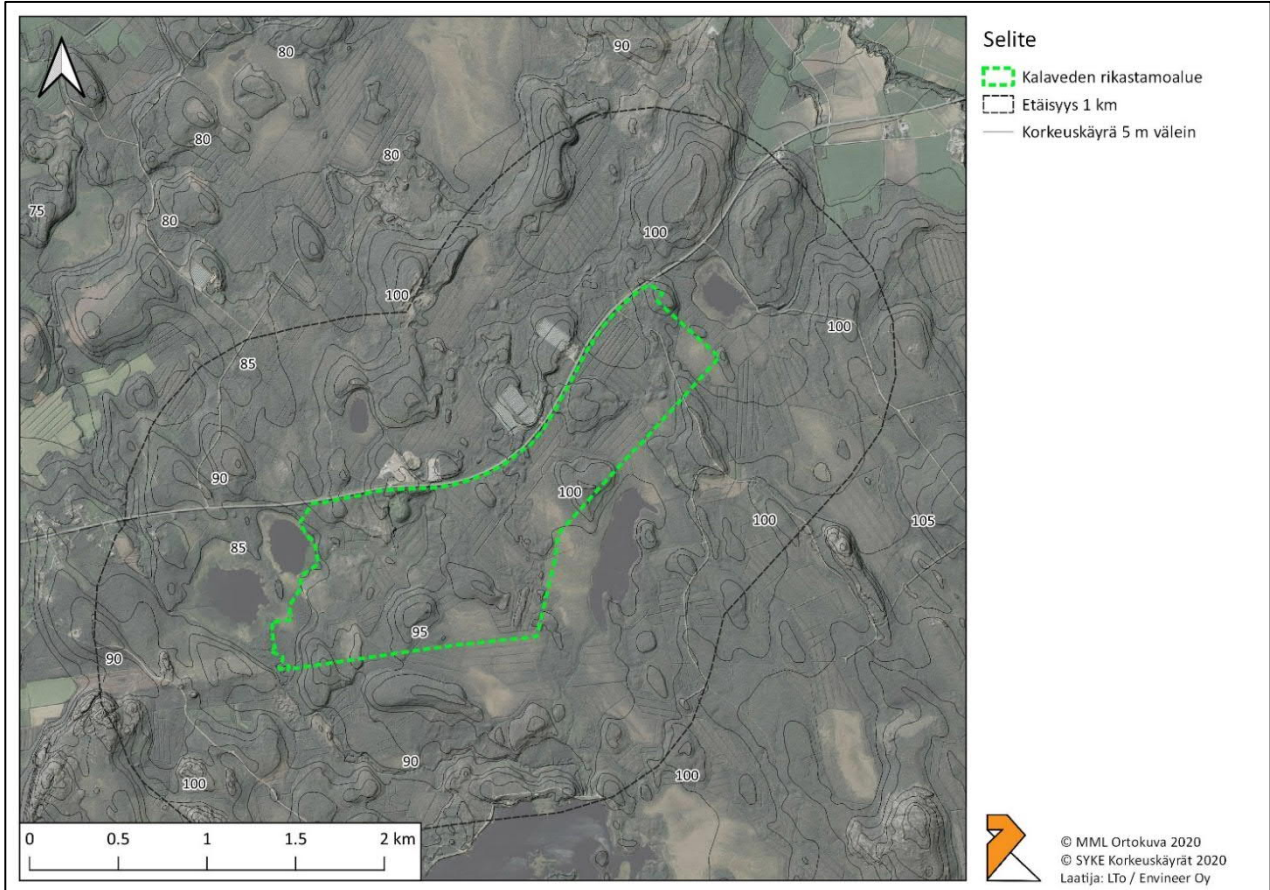 80
90
80
80
75
80
100
100
85
100
90
100
100
105
85
95
90
90
100
100
0 0.5 1 1.5 2 km
Selite
Kalaveden rikastamoalue
Etäisyys 1 km
Korkeuskäyrä 5 m välein
© MML Ortokuva 2020
© SYKE Korkeuskäyrät 2020
Laatija: LTo / Envineer Oy